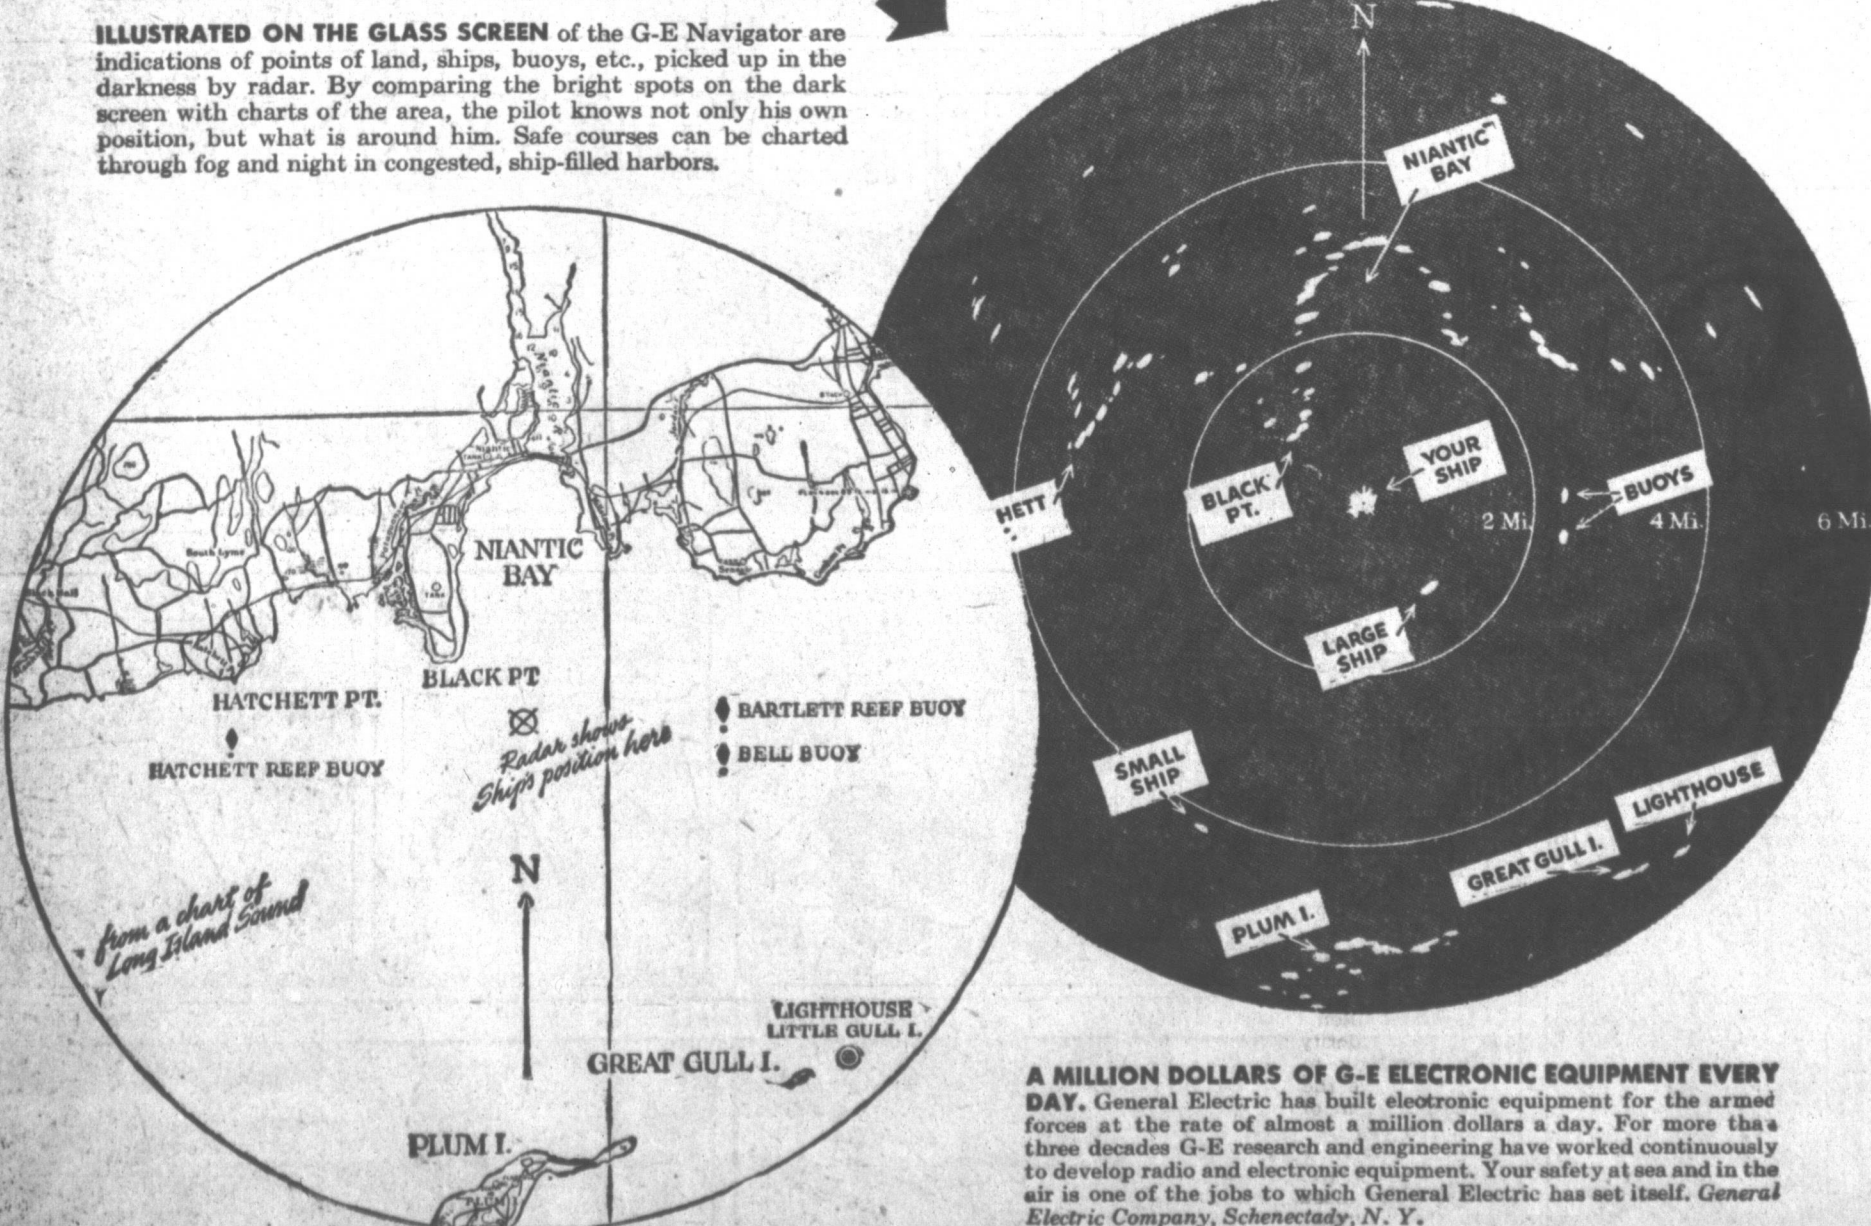 ILLUSTRATED ON THE GLASS SCREEN of the G-E Navigator are
indications of points of land, ships, buoys, etc., picked up in the
darkness by radar. By comparing the bright spots on the dark
screen with charts of the area, the pilot knows not only his own
position, but what is around him. Safe courses can be charted
through fog and night in congested, ship-filled harbors.
N
NIANTIC
BAY
YOUR
SHIP
BLACK
PT.
HETT
BUOYS
2 Mi.
4 Mi.
6 Mi
LARGE
SHIP
SMALL
SHIP
LIGHTHOUSE
GREAT GULL I.
PLUM I.
South Lyme
TANK
NIANTIC
BAY
BLACK PT
HATCHETT PT.
HATCHETT REEF BUOY
Radar shows
Ship's position here
BARTLETT REEF BUOY
BELL BUOY
N
from a chart of
Long Island Sound
LIGHTHOUSE
LITTLE GULL I.
GREAT GULL I.
PLUM I.
A MILLION DOLLARS OF G-E ELECTRONIC EQUIPMENT EVERY
DAY. General Electric has built electronic equipment for the armed
forces at the rate of almost a million dollars a day. For more than
three decades G-E research and engineering have worked continuously
to develop radio and electronic equipment. Your safety at sea and in the
air is one of the jobs to which General Electric has set itself. General
Electric Company, Schenectady, N. Y.